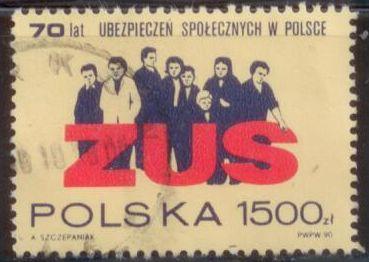 70 lat UBEZPIECZEŃ SPOŁECZNYCH W POLSCE
ZUS
POLSKA 1500 zł
A. SZCZEPANIAK PWPW. 90